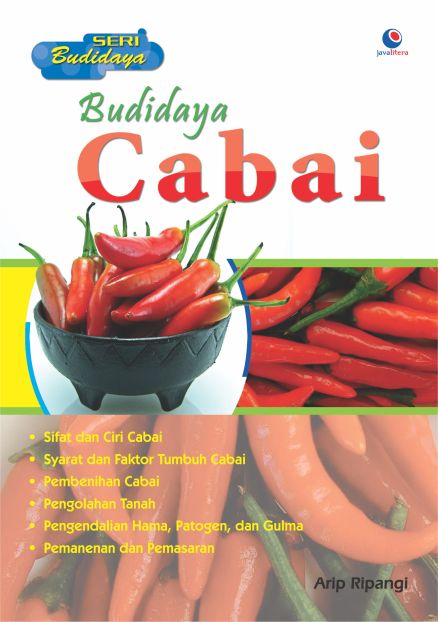 SERI
Budidaya
javalitera
Budidaya
Cabai
• Sifat dan Ciri Cabai
• Syarat dan Faktor Tumbuh Cabai
• Pembenihan Cabai
• Pengolahan Tanah
• Pengendalian Hama, Patogen, dan Gulma
• Pemanenan dan Pemasaran
Arip Ripangi